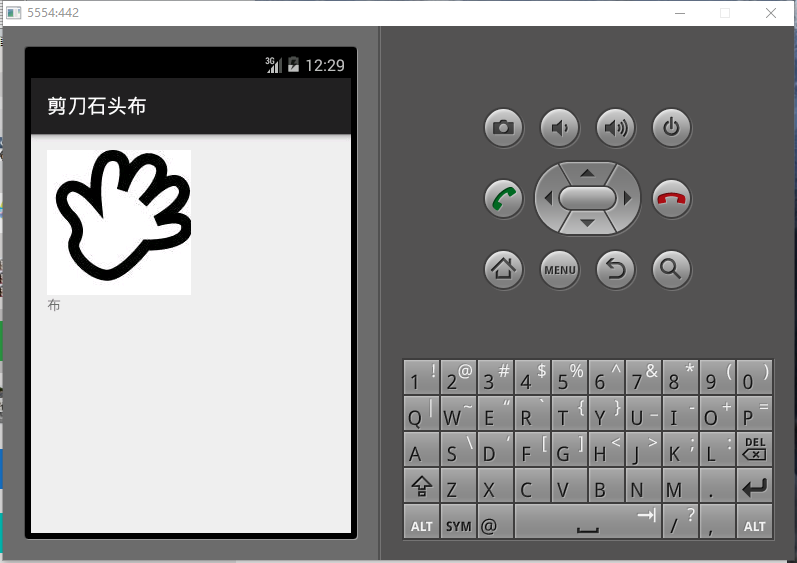 5554:442
3G 12:29
剪刀石头布
布
MENU
1 ! 2 @ 3 # 4 $ 5 % 6 ^ 7 & 8 * 9 ( 0 )
Q | W ~ E “ R ` T { Y } U _ I - O + P =
A S \ D ‘ F [ G ] H < J > K ; L : DEL
Z X C V B N M .
ALT SYM @ / ? , ALT